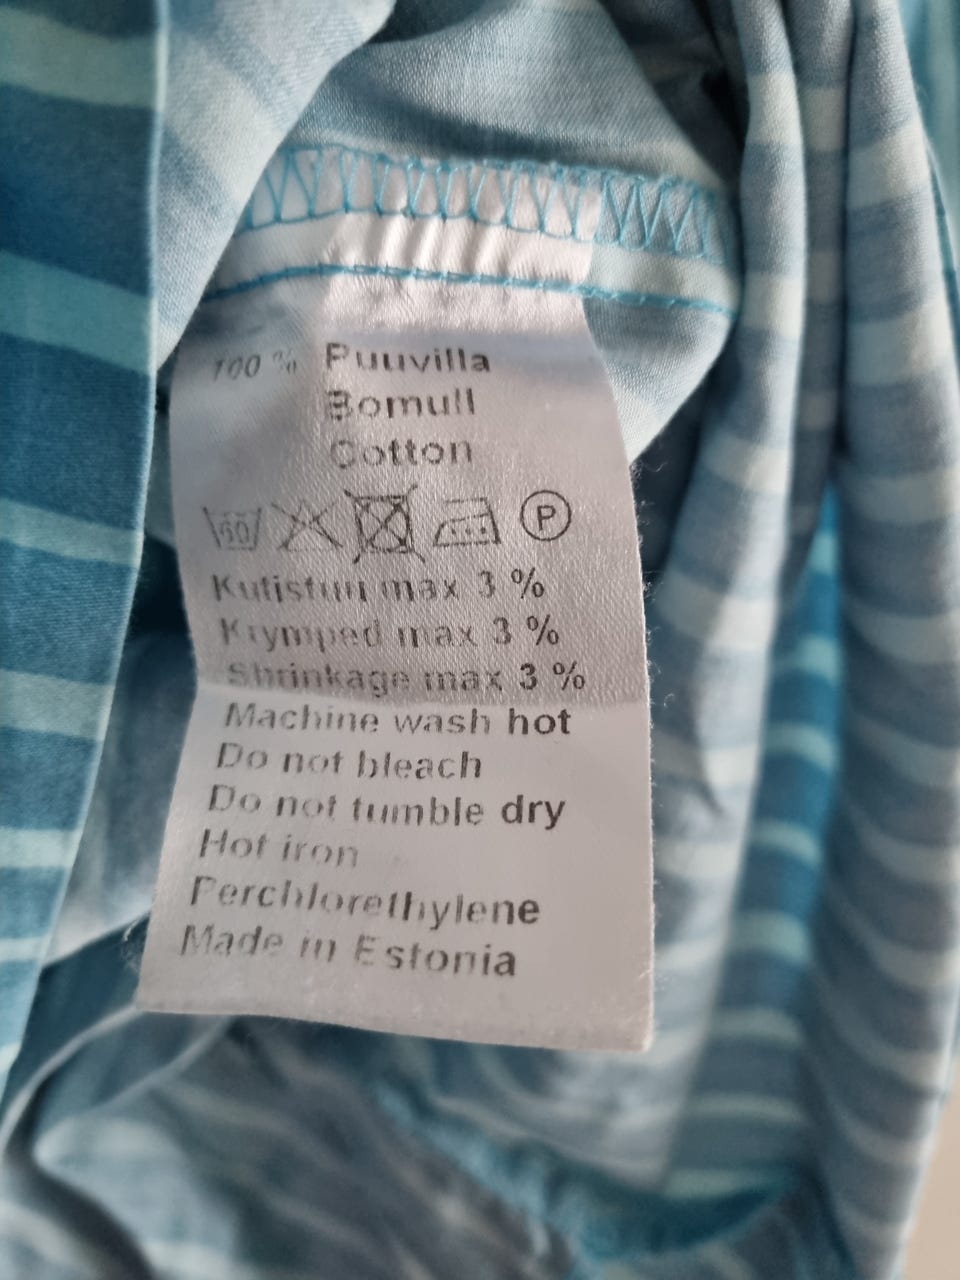 100 % Puuvilla
Bomull
Cotton
60 P
Kutistuu max 3 %
Krymped max 3 %
Shrinkage max 3 %
Machine wash hot
Do not bleach
Do not tumble dry
Hot iron
Perchlorethylene
Made in Estonia